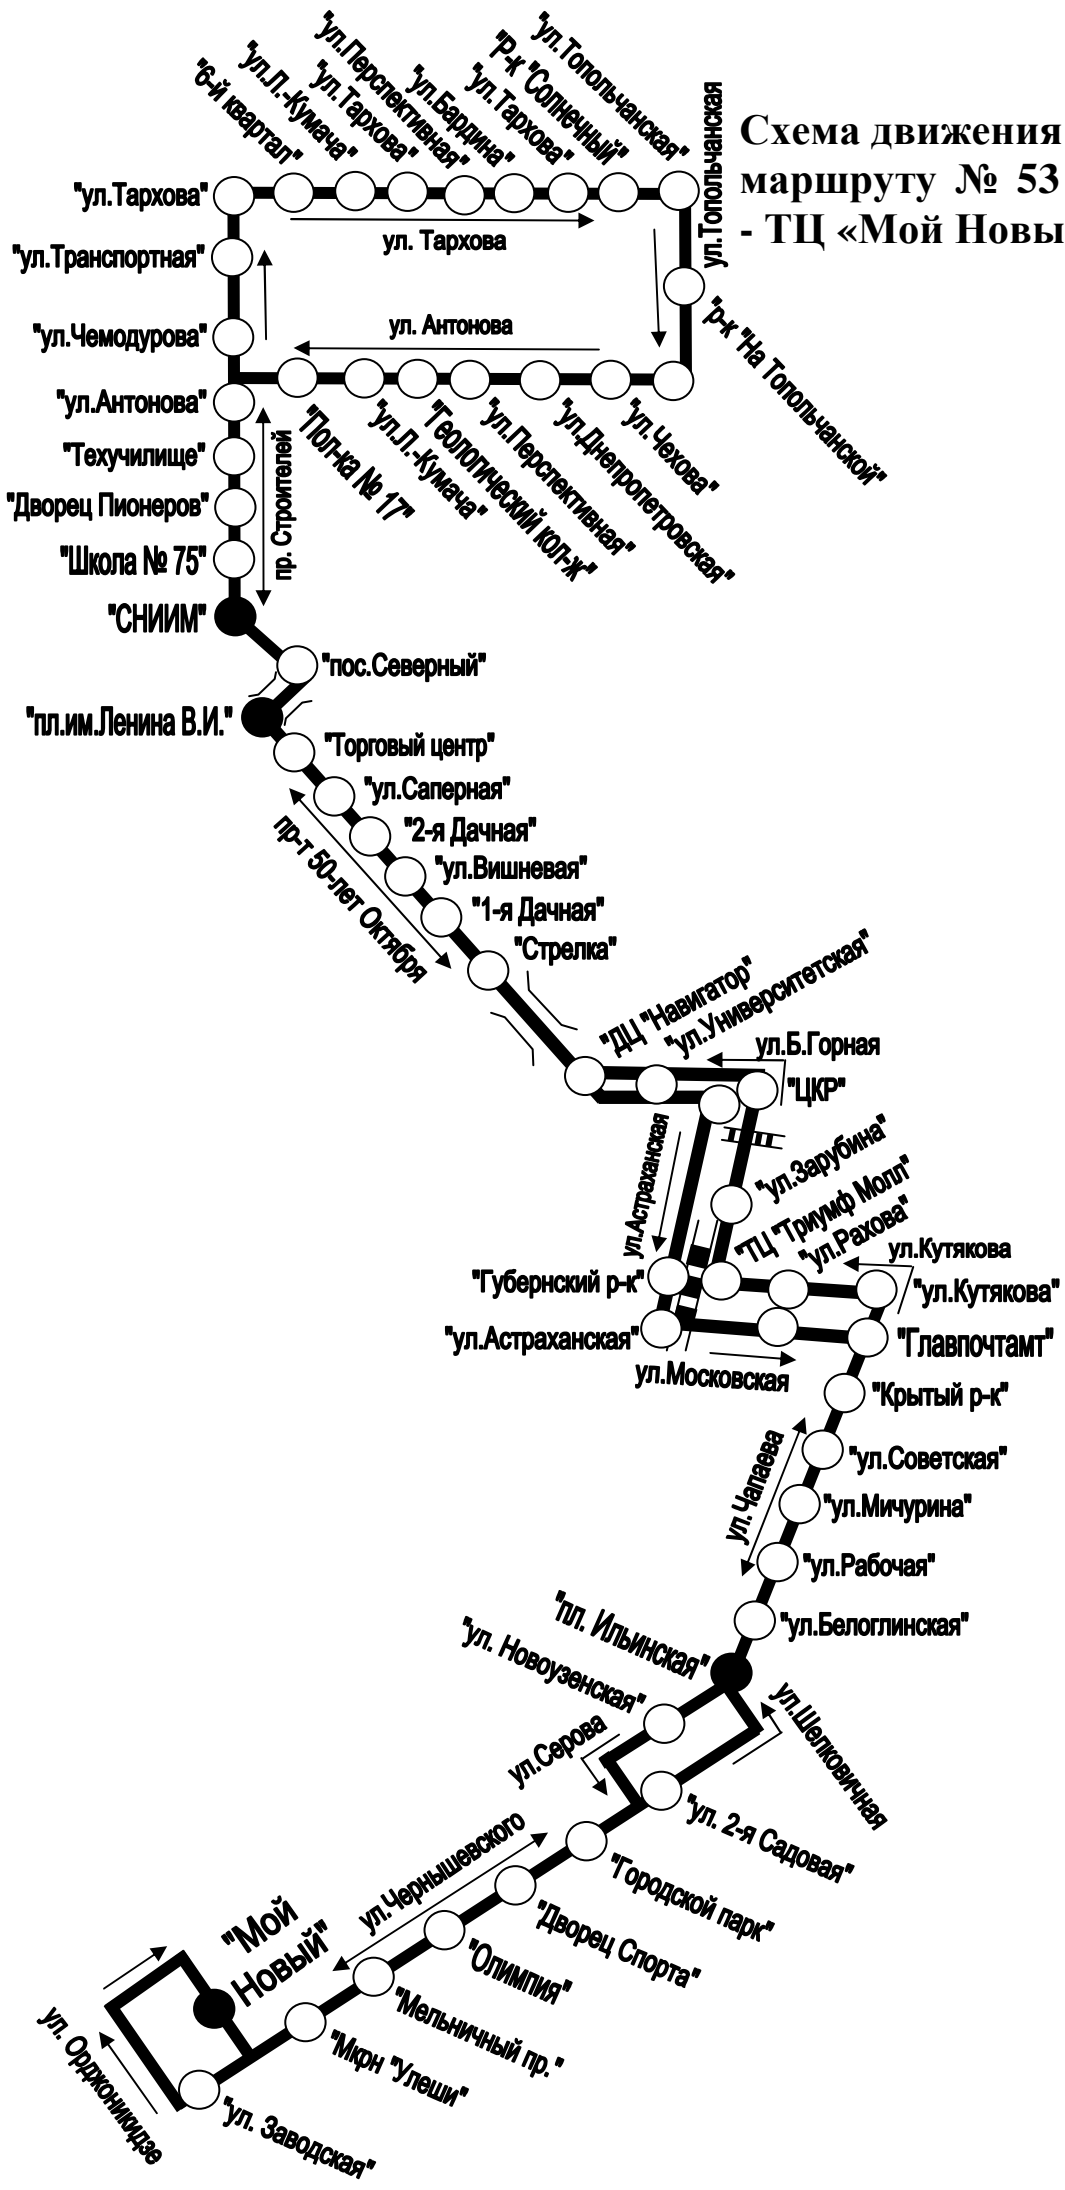 Схема движения
маршруту № 53
- ТЦ «Мой Новы
"6-й квартал"
"ул.Л.-Кумача"
"ул.Тархова"
"ул.Перспективная"
"ул.Бардина"
"ул.Тархова"
"Р-к "Солнечный"
"ул.Топольчанская"
ул.Топольчанская
"ул.Тархова"
ул. Тархова
"ул.Транспортная"
"р-к "На Топольчанской"
ул. Антонова
"ул.Чемодурова"
"ул.Антонова"
"Пол-ка № 17"
"ул.Л.-Кумача"
"Геологический кол-ж"
"ул.Перспективная"
"ул.Днепропетровская"
"ул.Чехова"
"Техучилище"
пр. Строителей
"Дворец Пионеров"
"Школа № 75"
"СНИИМ"
"пос.Северный"
"пл.им.Ленина В.И."
"Торговый центр"
"ул.Саперная"
"2-я Дачная"
пр-т 50-лет Октября
"ул.Вишневая"
"1-я Дачная"
"Стрелка"
"ДЦ "Навигатор"
"ул.Университетская"
ул.Б.Горная
"ЦКР"
ул.Астраханская
"ул.Зарубина"
"ТЦ "Триумф Молл"
"ул.Рахова"
ул.Кутякова
"Губернский р-к"
"ул.Кутякова"
"ул.Астраханская"
"Главпочтамт"
ул.Московская
"Крытый р-к"
ул.Чапаева
"ул.Советская"
"ул.Мичурина"
"ул.Рабочая"
"ул.Белоглинская"
"пл. Ильинская"
"ул. Новоузенская"
ул.Шелковичная
ул.Серова
"ул. 2-я Садовая"
ул.Чернышевского
"Городской парк"
"Дворец Спорта"
"Олимпия"
"Мой
Новый"
"Мельничный пр."
"Мкрн "Улеши"
ул. Орджоникидзе
"ул. Заводская"